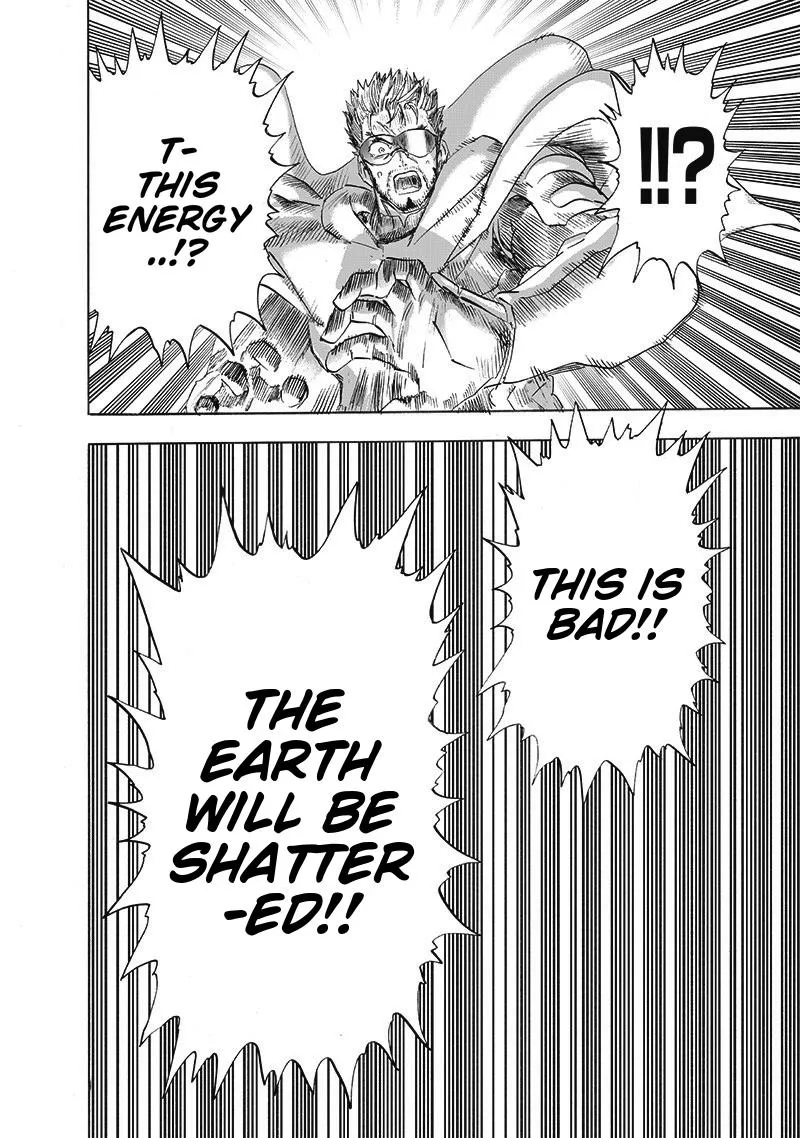 !!?
T-
THIS
ENERGY
..!?
THIS IS
BAD!!
THE
EARTH
WILL BE
SHATTER
-ED!!